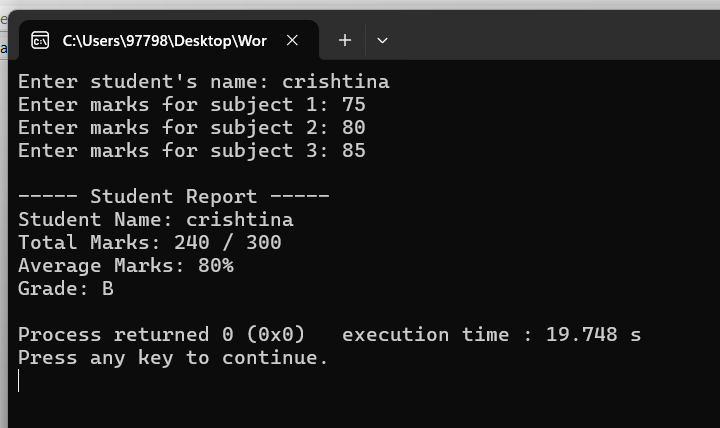 C:\Users\97798\Desktop\Wor
Enter student's name: crishtina
Enter marks for subject 1: 75
Enter marks for subject 2: 80
Enter marks for subject 3: 85
----- Student Report -----
Student Name: crishtina
Total Marks: 240 / 300
Average Marks: 80%
Grade: B
Process returned 0 (0x0)   execution time : 19.748 s
Press any key to continue.